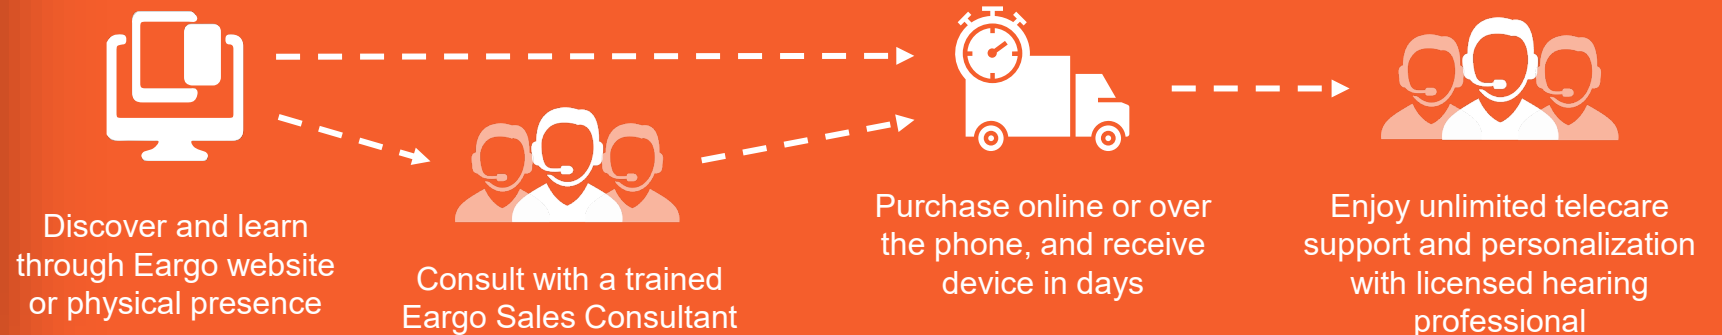 Discover and learn
through Eargo website
or physical presence
Consult with a trained
Eargo Sales Consultant
Purchase online or over
the phone, and receive
device in days
Enjoy unlimited telecare
support and personalization
with licensed hearing
professional